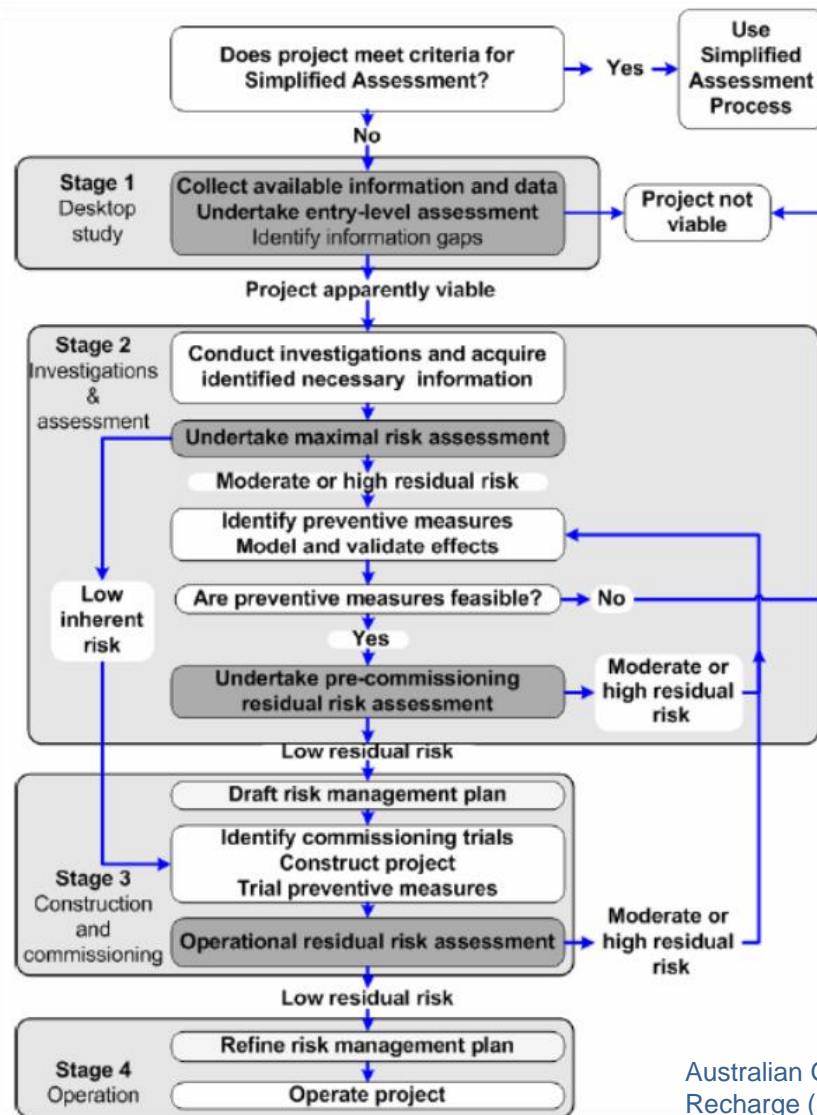 Does project meet criteria for
Simplified Assessment?
Yes
Use
Simplified
Assessment
Process
No
Stage 1
Desktop
study
Collect available information and data
Undertake entry-level assessment
Identify information gaps
Project not
viable
Project apparently viable
Stage 2
Investigations
&
assessment
Conduct investigations and acquire
identified necessary information
Undertake maximal risk assessment
Moderate or high residual risk
Identify preventive measures
Model and validate effects
Low
inherent
risk
Are preventive measures feasible?
No
Yes
Undertake pre-commissioning
residual risk assessment
Moderate or
high residual
risk
Low residual risk
Draft risk management plan
Stage 3
Construction
and
commissioning
Identify commissioning trials
Construct project
Trial preventive measures
Operational residual risk assessment
Moderate or
high residual
risk
Low residual risk
Stage 4
Operation
Refine risk management plan
Operate project
Australian
Recharge (